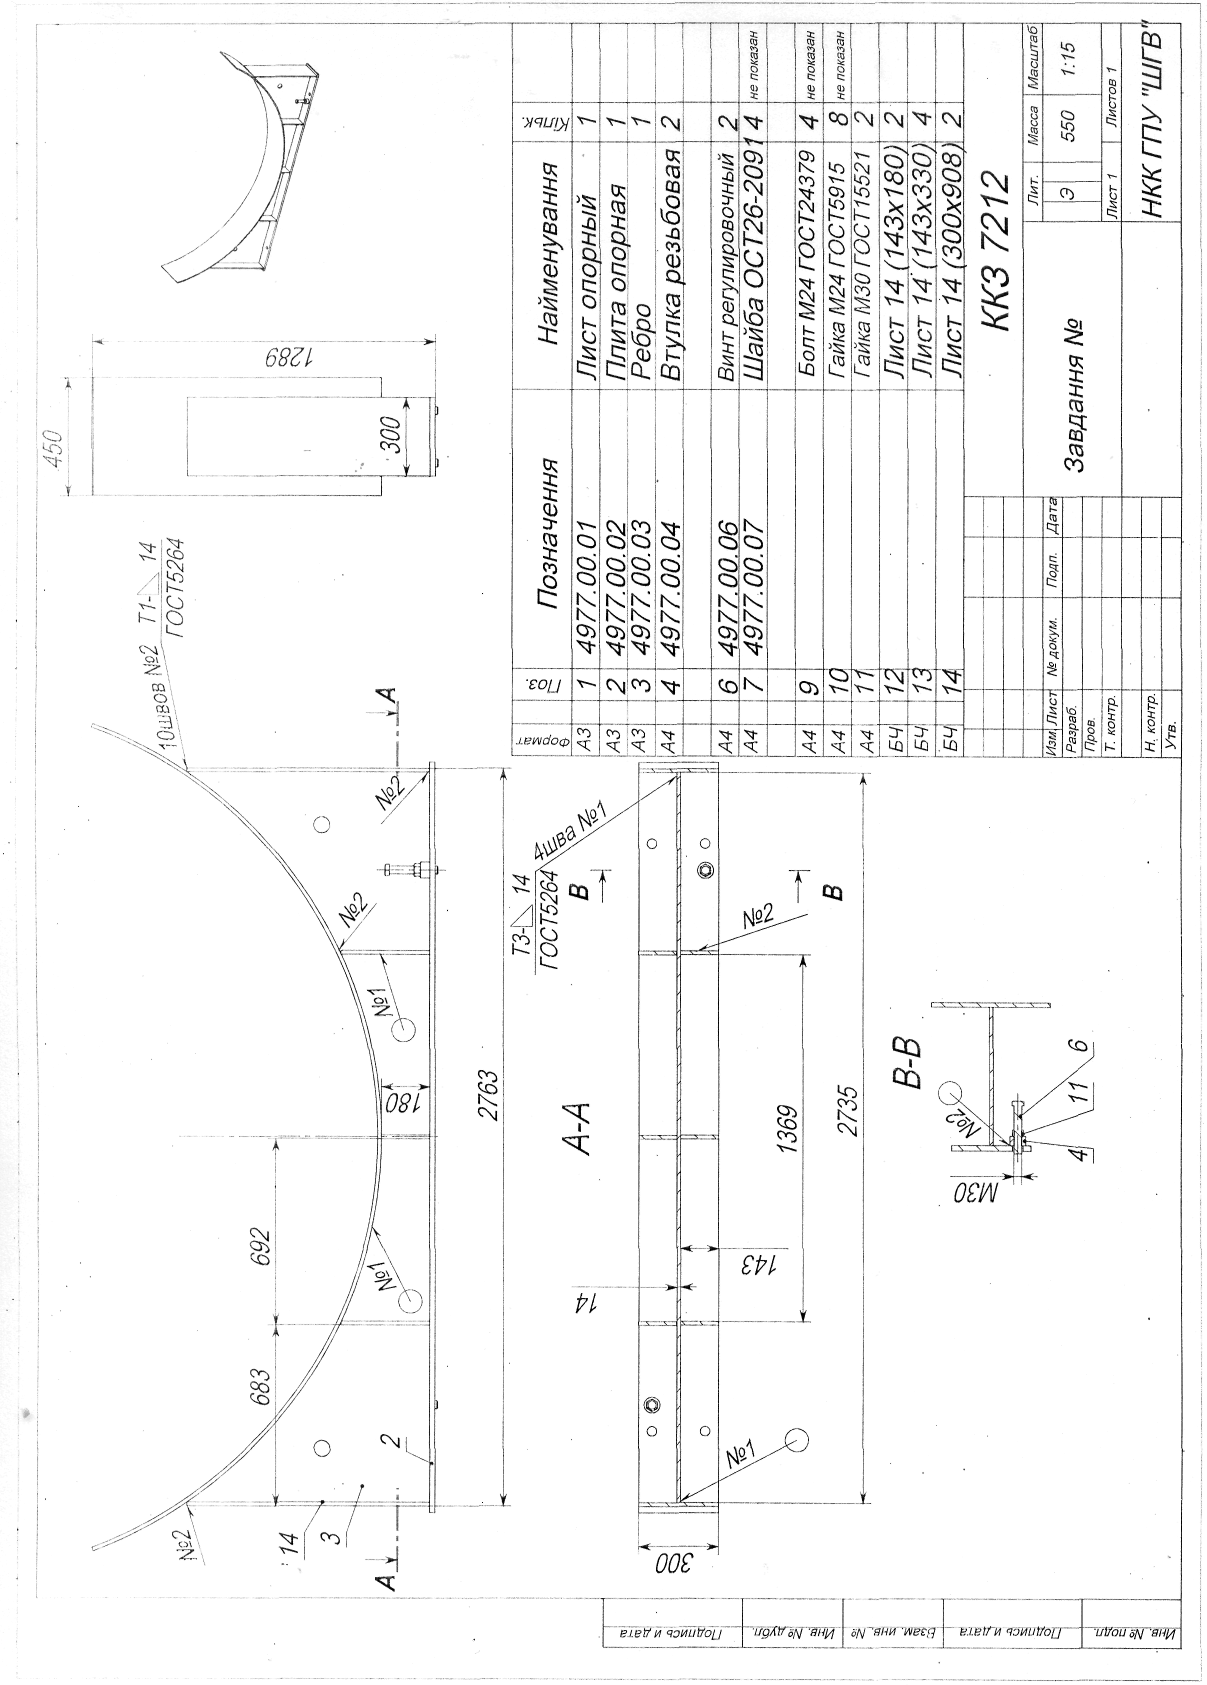 10швов №2 Т1-14
ГОСТ5264
450
1289
300
№2
14
3
А
683
692
№1
180
2
№1
№2
№2
А
2763
А-А
Т3-14
4шва №1
ГОСТ5264
В
В
№2
300
№1
14
143
1369
2735
В-В
М30
№2
4
11
6
Формат
Поз.
Позначення
Найменування
Кільк.
А3 1 4977.00.01 Лист опорный 1
А3 2 4977.00.02 Плита опорная 1
А3 3 4977.00.03 Ребро 1
А4 4 4977.00.04 Втулка резьбовая 2
А4 6 4977.00.06 Винт регулировочный 2
А4 7 4977.00.07 Шайба ОСТ26-2091 4 не показан
А4 9 Болт М24 ГОСТ24379 4 не показан
А4 10 Гайка М24 ГОСТ5915 8 не показан
А4 11 Гайка М30 ГОСТ15521 2
БЧ 12 Лист 14 (143х180) 2
БЧ 13 Лист 14 (143х330) 4
БЧ 14 Лист 14 (300х908) 2
ККЗ 7212
Изм. Лист № докум. Подп. Дата
Разраб.
Пров.
Т. контр.
Н. контр.
Утв.
Завдання №
Лит. Масса Масштаб
Э 550 1:15
Лист 1 Листов 1
НКК ГПУ "ШГВ"
Подпись и дата
Инв. № дубл.
Взам. инв. №
Подпись и дата
Инв. № подл.